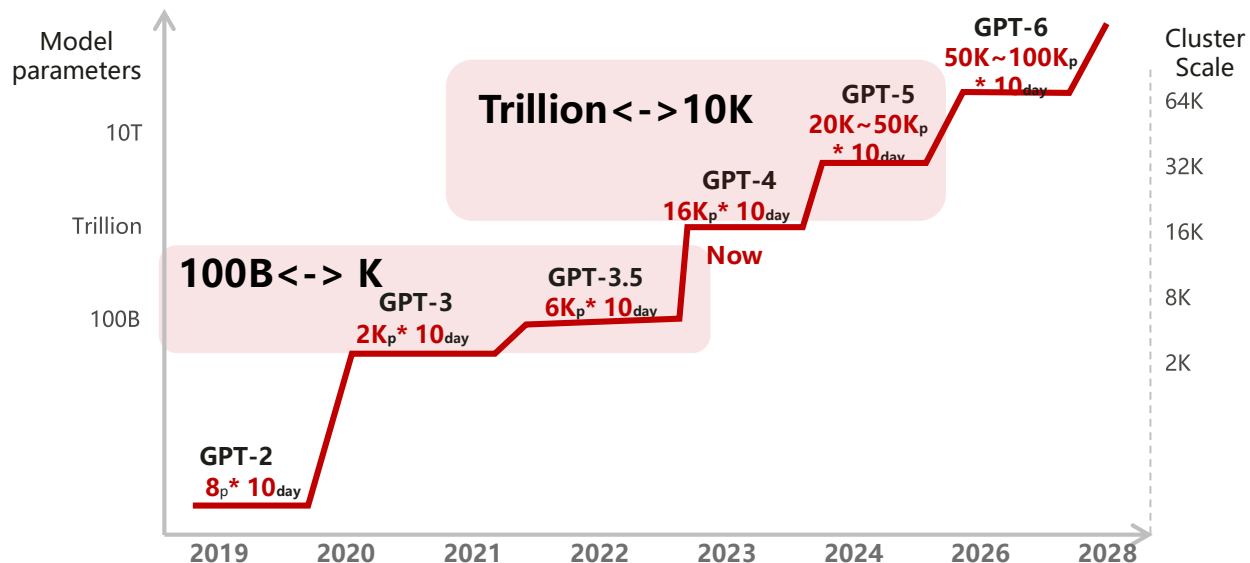 Model
parameters
10T
Trillion
100B
Trillion<->10K
100B<-> K
GPT-2
8p* 10day
GPT-3
2Kp* 10day
GPT-3.5
6Kp* 10day
GPT-4
16Kp* 10day
Now
GPT-5
20K~50Kp
* 10day
GPT-6
50K~100Kp
* 10day
Cluster
Scale
64K
32K
16K
8K
2K
2019 2020 2021 2022 2023 2024 2026 2028